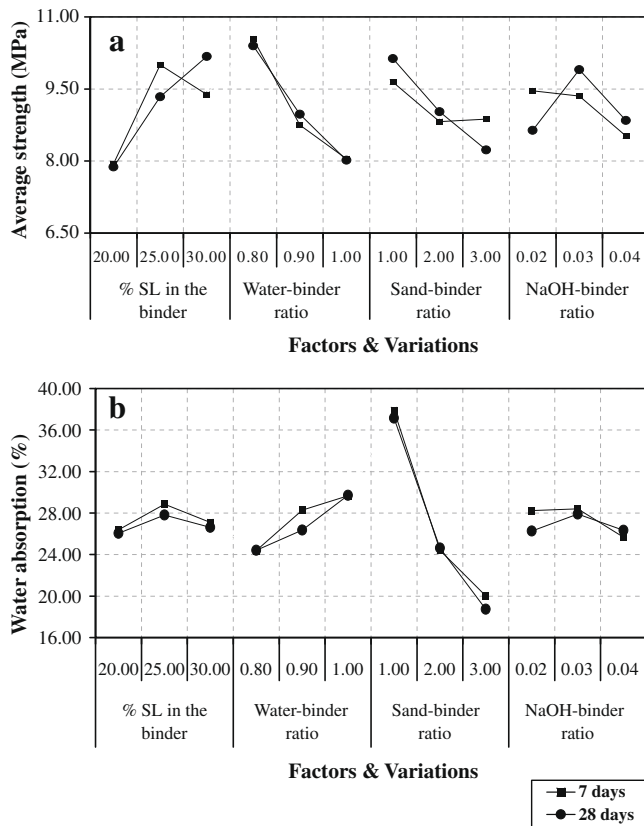 a
Average strength (MPa)
11.00
9.50
8.00
6.50
20.00 25.00 30.00 0.80 0.90 1.00 1.00 2.00 3.00 0.02 0.03 0.04
% SL in the binder
Water-binder ratio
Sand-binder ratio
NaOH-binder ratio
Factors & Variations
b
Water absorption (%)
40.00
36.00
32.00
28.00
24.00
20.00
16.00
20.00 25.00 30.00 0.80 0.90 1.00 1.00 2.00 3.00 0.02 0.03 0.04
% SL in the binder
Water-binder ratio
Sand-binder ratio
NaOH-binder ratio
Factors & Variations
7 days
28 days